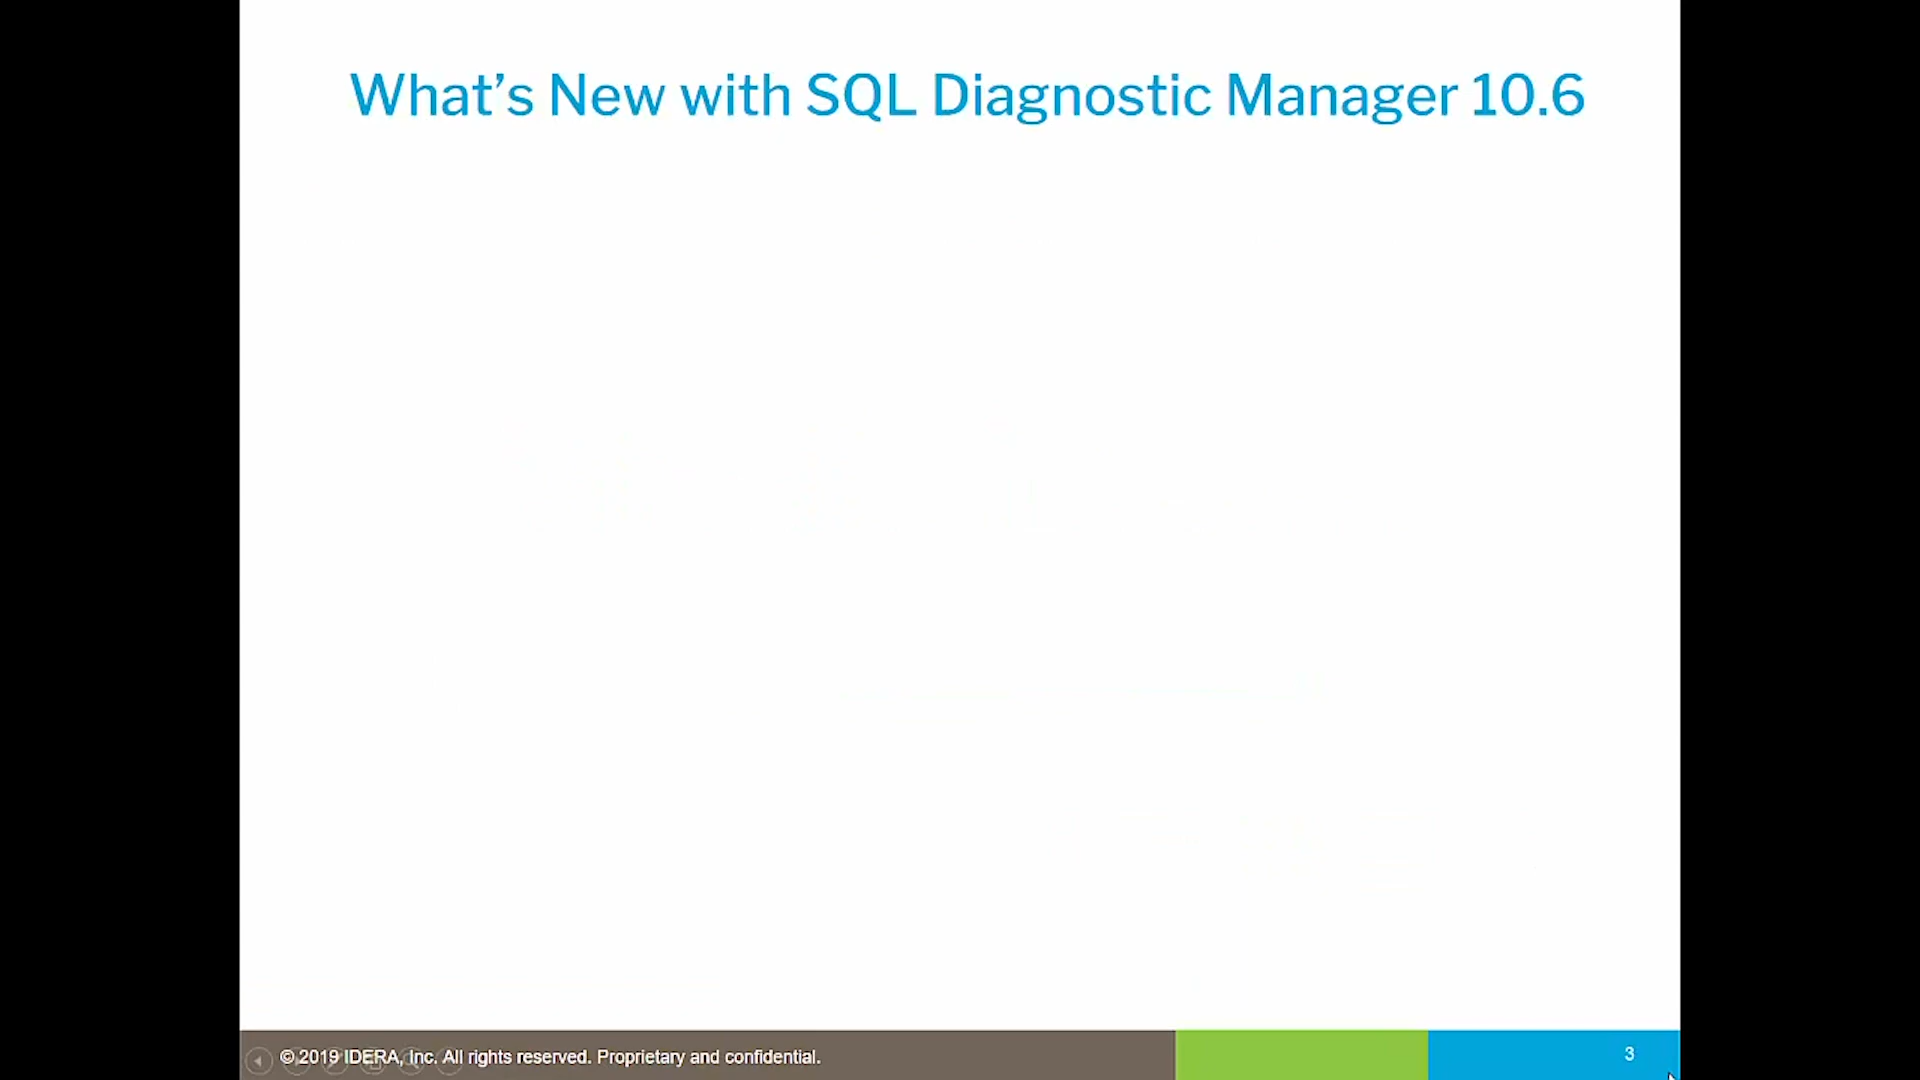 What’s New with SQL Diagnostic Manager 10.6
© 2019 IDERA, Inc. All rights reserved. Proprietary and confidential.
3